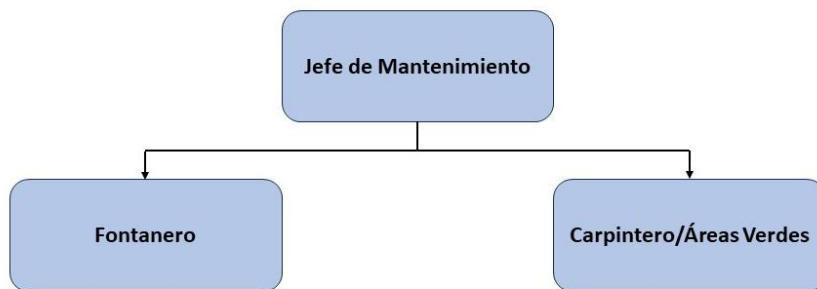 Jefe de Mantenimiento
Fontanero
Carpintero/Áreas Verdes